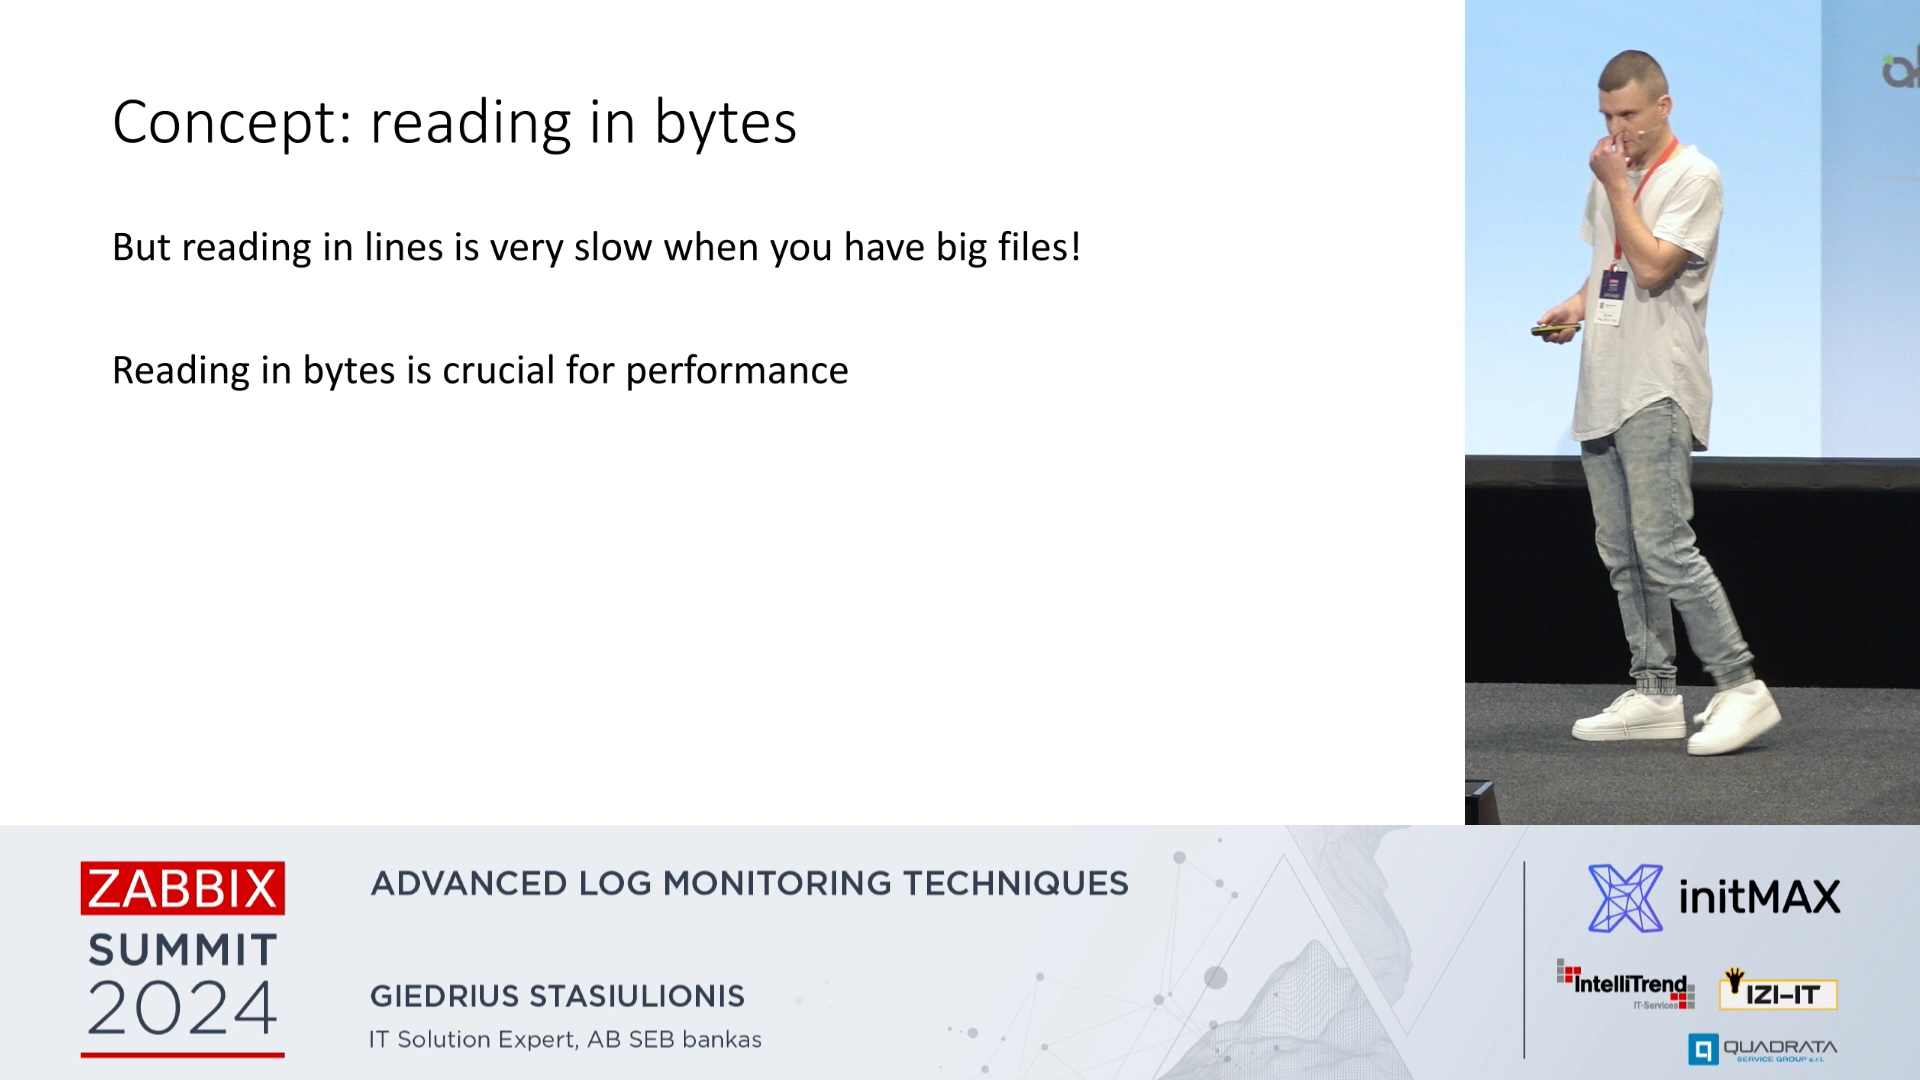 Concept: reading in bytes
But reading in lines is very slow when you have big files!
Reading in bytes is crucial for performance
ZABBIX
SUMMIT
2024
ADVANCED LOG MONITORING TECHNIQUES
GIEDRIUS STASIULIONIS
IT Solution Expert, AB SEB bankas
initMAX
IntelliTrend
IT-Services
IZI-IT
QUADRATA
SERVICE GROUP s.r.l.